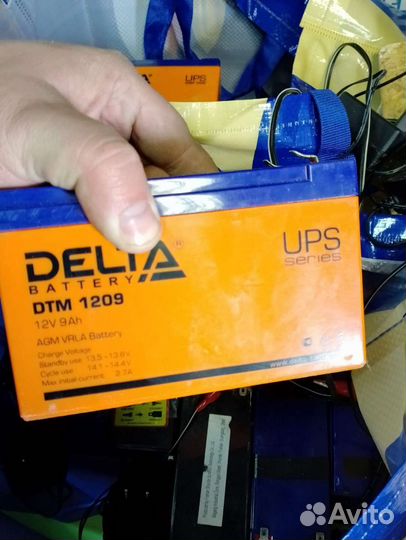 UPS
DELTA
BATTERY
®
UPS
series
DTM 1209
12V 9Ah
AGM VRLA Battery
Charge Voltage
Standby use 13.5 - 13.8V
Cycle use 14.1 - 14.4V
Max.initial current 2.7A
Avito